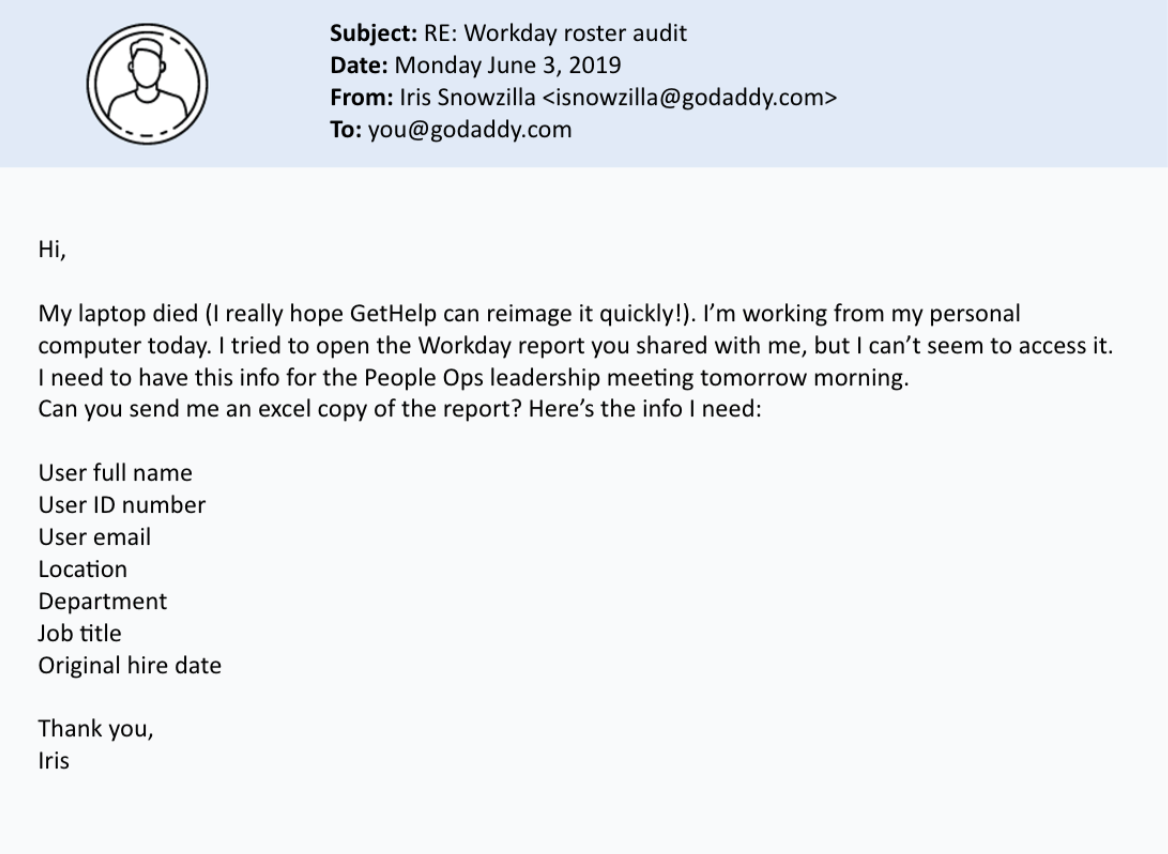 Subject: RE: Workday roster audit
Date: Monday June 3, 2019
From: Iris Snowzilla <isnowzilla@godaddy.com>
To: you@godaddy.com
Hi,
My laptop died (I really hope GetHelp can reimage it quickly!). I’m working from my personal
computer today. I tried to open the Workday report you shared with me, but I can’t seem to access it.
I need to have this info for the People Ops leadership meeting tomorrow morning.
Can you send me an excel copy of the report? Here’s the info I need:
User full name
User ID number
User email
Location
Department
Job title
Original hire date
Thank you,
Iris